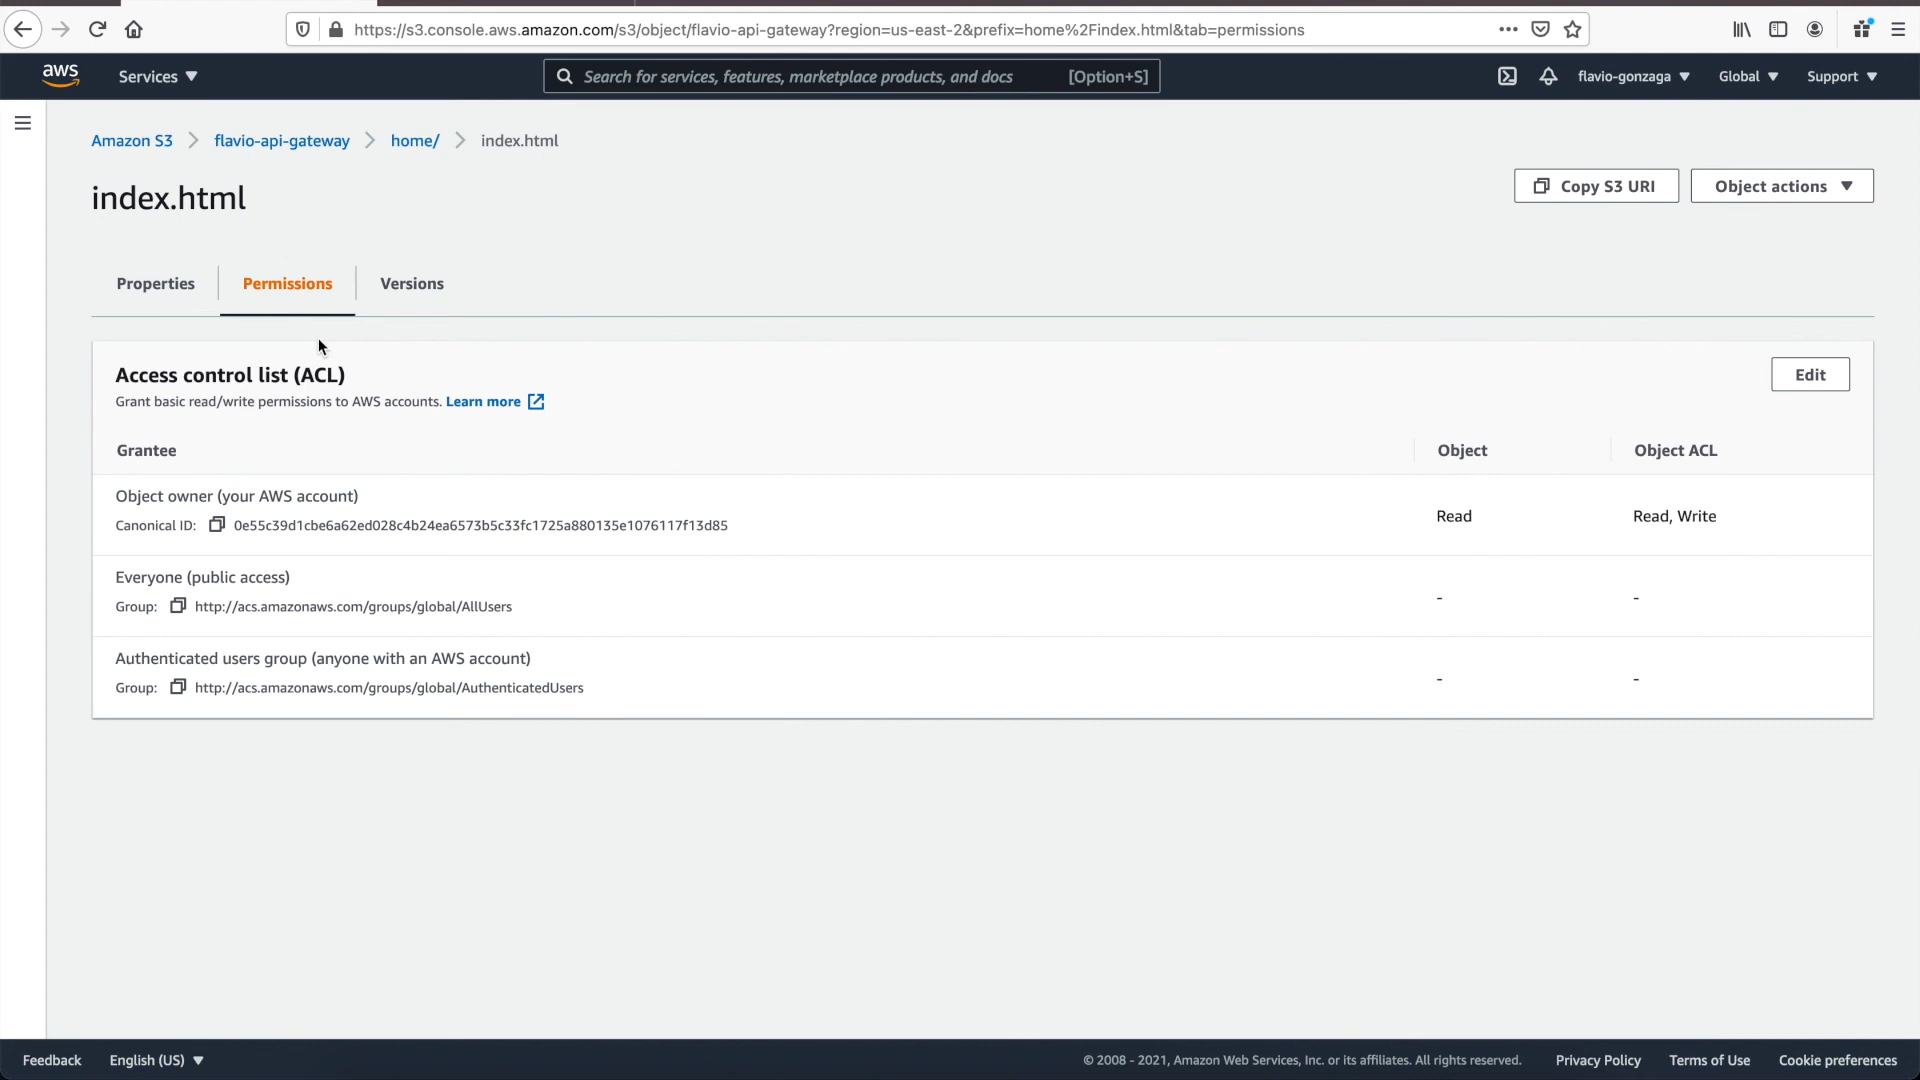 https://s3.console.aws.amazon.com/s3/object/flavio-api-gateway?region=us-east-2&prefix=home%2Findex.html&tab=permissions
aws Services Search for services, features, marketplace products, and docs [Option+S] flavio-gonzaga Global Support
Amazon S3 flavio-api-gateway home/ index.html
index.html
Copy S3 URI Object actions
Properties Permissions Versions
Access control list (ACL)
Edit
Grant basic read/write permissions to AWS accounts. Learn more
Grantee Object Object ACL
Object owner (your AWS account)
Canonical ID: 0e55c39d1cbe6a62ed028c4b24ea6573b5c33fc1725a880135e1076117f13d85
Read Read, Write
Everyone (public access)
Group: http://acs.amazonaws.com/groups/global/AllUsers
- -
Authenticated users group (anyone with an AWS account)
Group: http://acs.amazonaws.com/groups/global/AuthenticatedUsers
- -
Feedback English (US) © 2008 - 2021, Amazon Web Services, Inc. or its affiliates. All rights reserved. Privacy Policy Terms of Use Cookie preferences